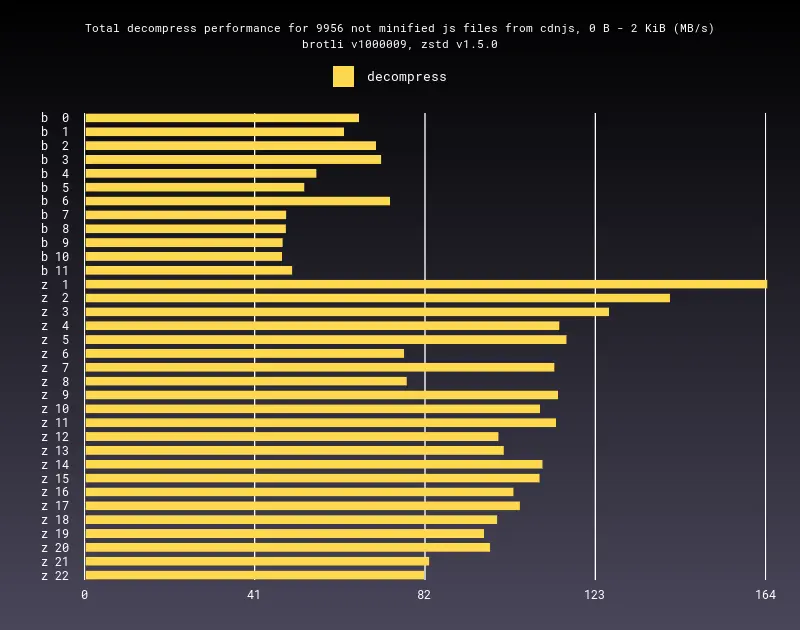 Total decompress performance for 9956 not minified js files from cdnjs, 0 B - 2 KiB (MB/s)
brotli v1000009, zstd v1.5.0
decompress
b 0
b 1
b 2
b 3
b 4
b 5
b 6
b 7
b 8
b 9
b 10
b 11
z 1
z 2
z 3
z 4
z 5
z 6
z 7
z 8
z 9
z 10
z 11
z 12
z 13
z 14
z 15
z 16
z 17
z 18
z 19
z 20
z 21
z 22
0 41 82 123 164